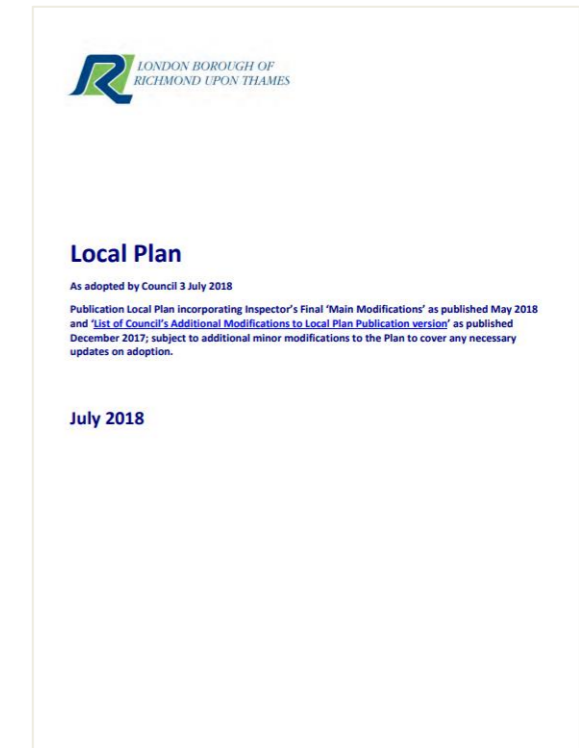 LONDON BOROUGH OF
RICHMOND UPON THAMES
Local Plan
As adopted by Council 3 July 2018
Publication Local Plan incorporating Inspector's Final 'Main Modifications' as published May 2018
and 'List of Council's Additional Modifications to Local Plan Publication version' as published
December 2017; subject to additional minor modifications to the Plan to cover any necessary
updates on adoption.
July 2018